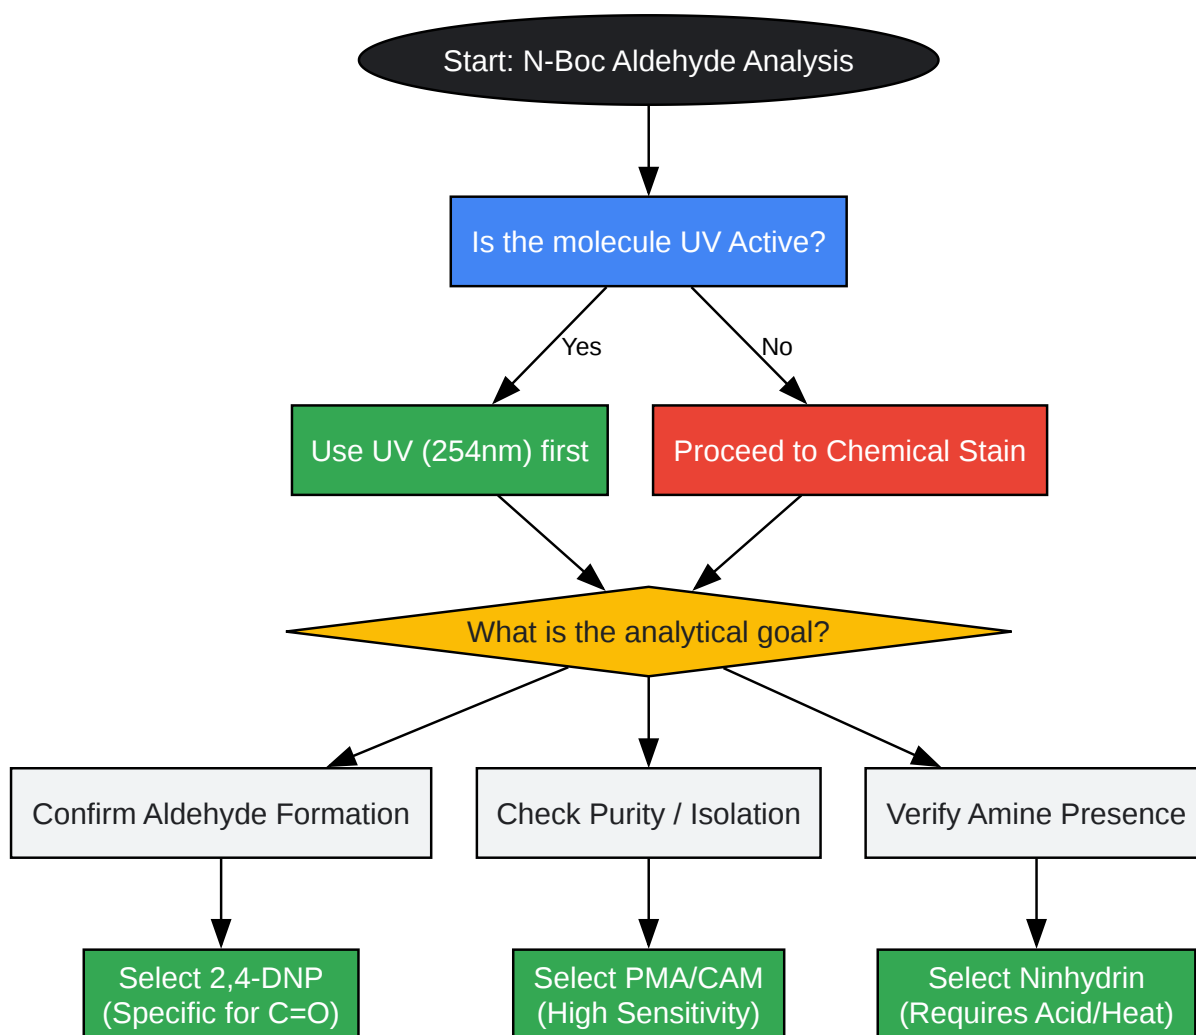 Start: N-Boc Aldehyde Analysis
Is the molecule UV Active?
Yes
No
Use UV (254nm) first
Proceed to Chemical Stain
What is the analytical goal?
Confirm Aldehyde Formation
Check Purity / Isolation
Verify Amine Presence
Select 2,4-DNP
(Specific for C=O)
Select PMA/CAM
(High Sensitivity)
Select Ninhydrin
(Requires Acid/Heat)